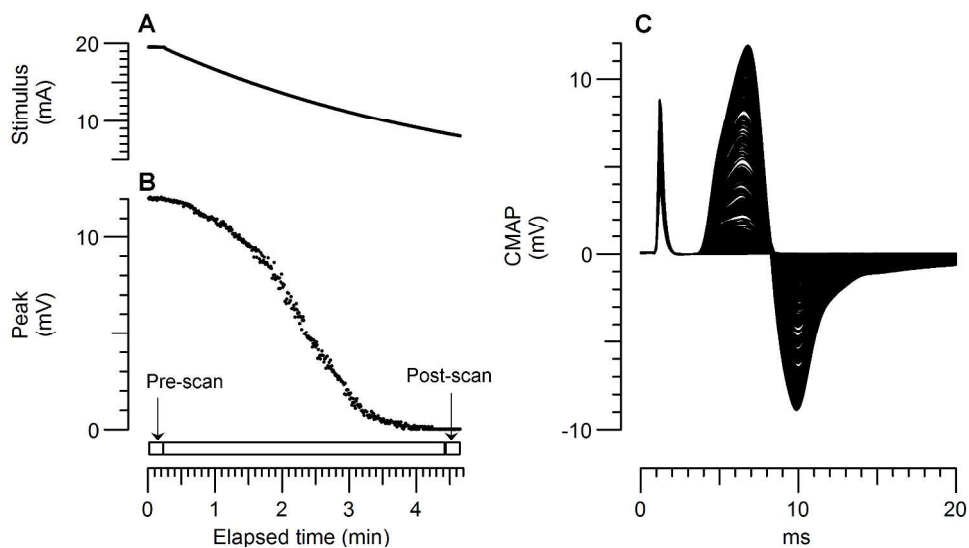 A
20
10
Stimulus
(mA)
B
10
0
Peak
(mV)
Pre-scan
Post-scan
0 1 2 3 4
Elapsed time (min)
C
10
0
-10
CMAP
(mV)
0 10 20
ms